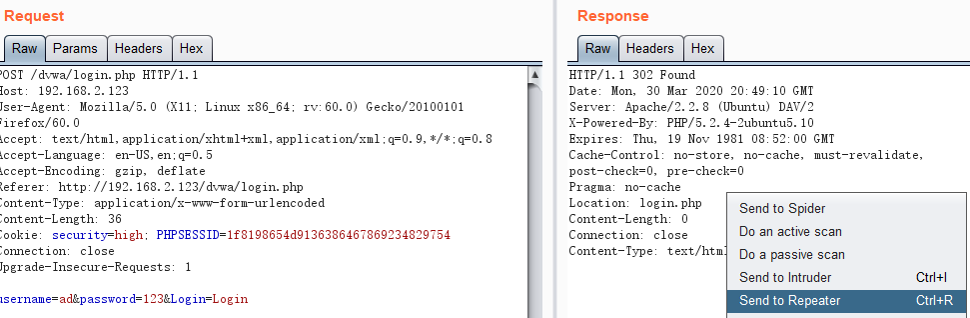 Request
Raw Params Headers Hex
POST /dvwa/login.php HTTP/1.1
Host: 192.168.2.123
User-Agent: Mozilla/5.0 (X11; Linux x86_64; rv:60.0) Gecko/20100101
Firefox/60.0
Accept: text/html,application/xhtml+xml,application/xml;q=0.9,*/*;q=0.8
Accept-Language: en-US,en;q=0.5
Accept-Encoding: gzip, deflate
Referer: http://192.168.2.123/dvwa/login.php
Content-Type: application/x-www-form-urlencoded
Content-Length: 36
Cookie: security=high; PHPSESSID=1f8198654d9136386467869234829754
Connection: close
Upgrade-Insecure-Requests: 1
username=ad&password=123&Login=Login
Response
Raw Headers Hex
HTTP/1.1 302 Found
Date: Mon, 30 Mar 2020 20:49:10 GMT
Server: Apache/2.2.8 (Ubuntu) DAV/2
X-Powered-By: PHP/5.2.4-2ubuntu5.10
Expires: Thu, 19 Nov 1981 08:52:00 GMT
Cache-Control: no-store, no-cache, must-revalidate,
post-check=0, pre-check=0
Pragma: no-cache
Location: login.php
Content-Length: 0
Connection: close
Content-Type: text/html
Send to Spider
Do an active scan
Do a passive scan
Send to Intruder Ctrl+I
Send to Repeater Ctrl+R